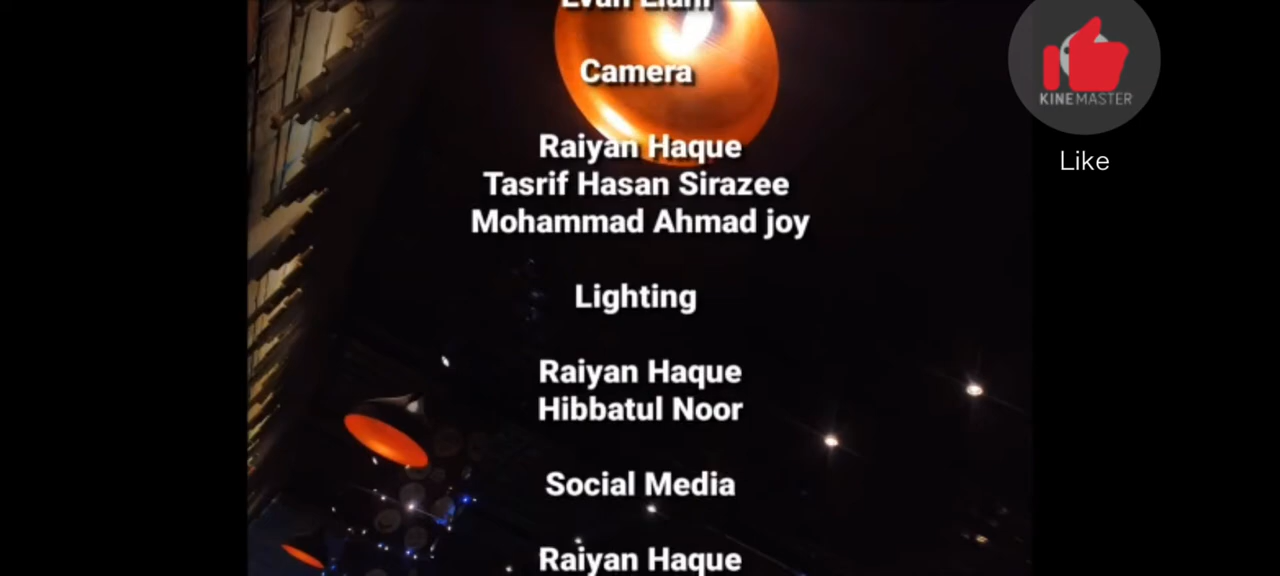 Camera
KINEMASTER
Like
Raiyan Haque
Tasrif Hasan Sirazee
Mohammad Ahmad joy
Lighting
Raiyan Haque
Hibbatul Noor
Social Media
Raiyan Haque